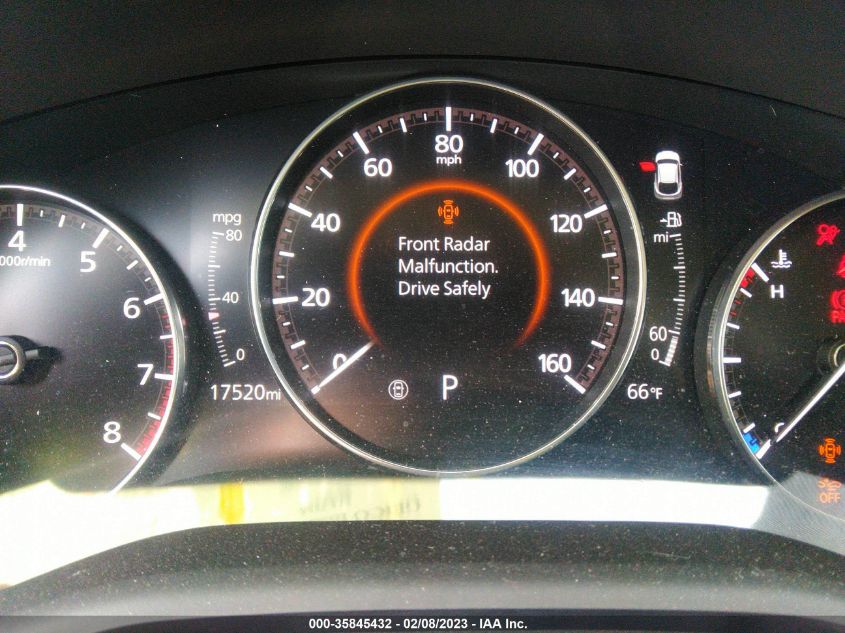 80
mph
60
100
40
120
20
140
0
160
Front Radar
Malfunction.
Drive Safely
P
mpg
80
40
0
17520mi
4
000r/min
5
6
7
8
mi
60
0
66°F
H
OFF
000-35845432 - 02/08/2023 - IAA Inc.